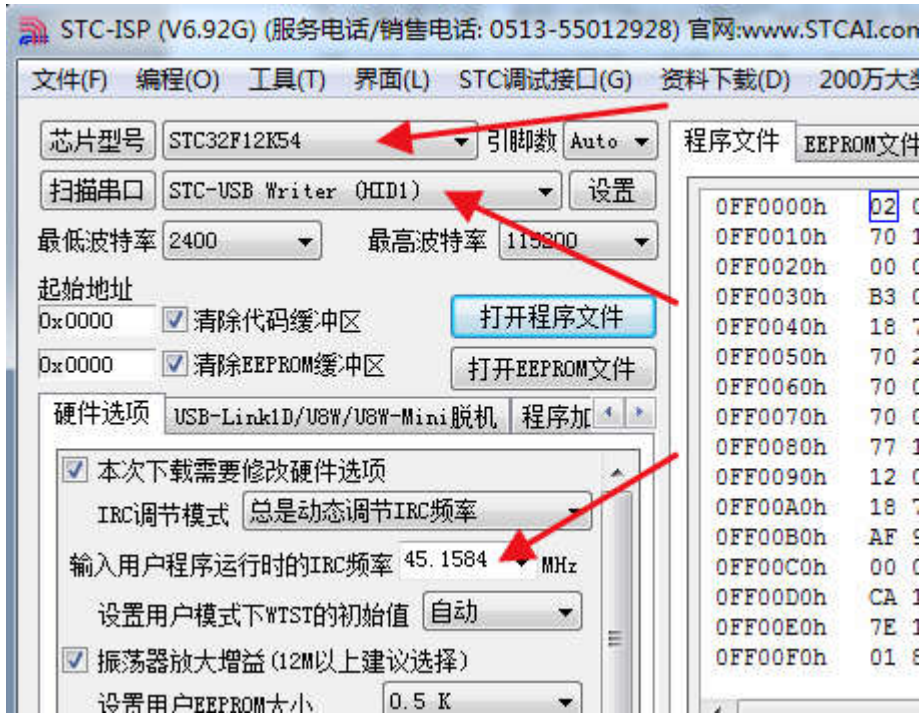 STC-ISP (V6.92G) (服务电话/销售电话: 0513-55012928) 官网:www.STCAI.con
文件(F) 编程(O) 工具(T) 界面(L) STC调试接口(G) 资料下载(D) 200万大
芯片型号 STC32F12K54 引脚数 Auto
扫描串口 STC-USB Writer (HID1) 设置
最低波特率 2400 最高波特率 115200
起始地址
0x0000 清除代码缓冲区 打开程序文件
0x0000 清除EEPROM缓冲区 打开EEPROM文件
硬件选项 USB-Link1D/U8W/U8W-Mini脱机 程序加
本次下载需要修改硬件选项
IRC调节模式 总是动态调节IRC频率
输入用户程序运行时的IRC频率 45.1584 MHz
设置用户模式下WTST的初始值 自动
振荡器放大增益(12M以上建议选择)
设置用户EEPROM大小 0.5 K
程序文件 EEPROM文件
0FF0000h 02
0FF0010h 70
0FF0020h 00
0FF0030h B3
0FF0040h 18
0FF0050h 70
0FF0060h 70
0FF0070h 70
0FF0080h 77
0FF0090h 12
0FF00A0h 18
0FF00B0h AF
0FF00C0h 00
0FF00D0h CA
0FF00E0h 7E
0FF00F0h 01